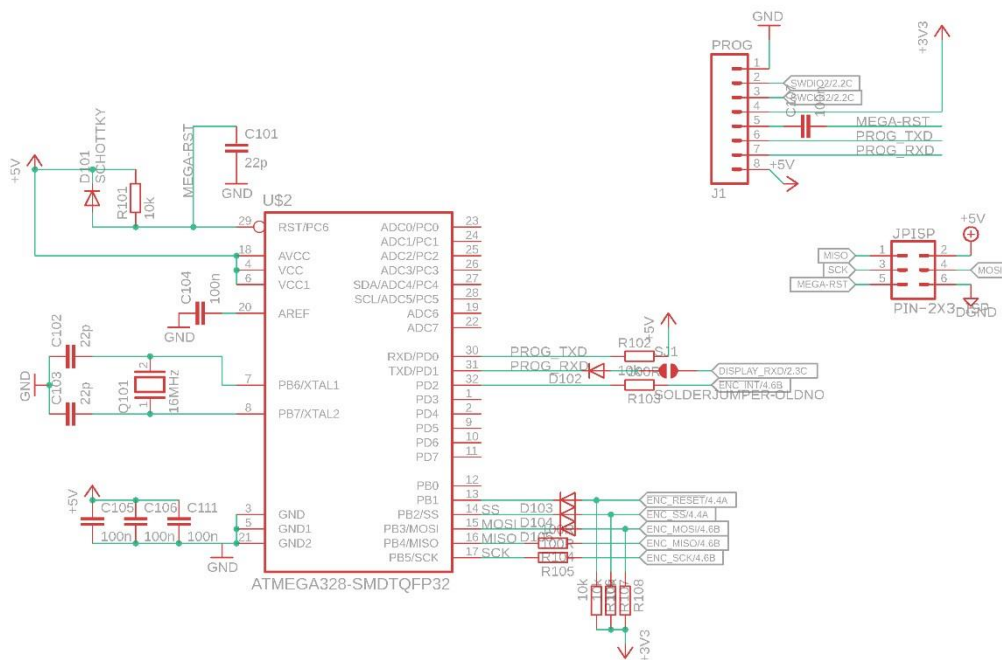 GND
PROG
+3V3
1
2
SWDIO2/2.2C
3
4
5
MEGA-RST
6
PROG_TXD
7
PROG_RXD
8
+5V
J1
+5V
D101
SCHOTTKY
R101
10k
MEGA-RST
C101
22p
GND
U$2
29
RST/PC6
18
AVCC
4
VCC
6
VCC1
C104
100n
20
AREF
GND
C102
22p
GND
C103
22p
2
Q101
1
16MHz
7
PB6/XTAL1
8
PB7/XTAL2
+5V
C105
C106
C111
100n
100n
100n
GND
3
GND
5
GND1
21
GND2
ADC0/PC0
23
ADC1/PC1
24
ADC2/PC2
25
ADC3/PC3
26
SDA/ADC4/PC4
27
SCL/ADC5/PC5
28
ADC6
19
ADC7
22
RXD/PD0
30
PROG_TXD
R102
+5V
TXD/PD1
31
PROG_RXD
SJ1
DISPLAY_RXD/2.3C
PD2
32
D102
R103
ENC_INT/4.6B
SOLDERJUMPER-OLDNO
PD3
1
PD4
2
PD5
9
PD6
10
PD7
11
PB0
12
PB1
13
ENC_RESET/4.4A
PB2/SS
14
SS
D103
ENC_SS/4.4A
PB3/MOSI
15
MOSI
D104
ENC_MOSI/4.6B
PB4/MISO
16
MISO
ENC_MISO/4.6B
PB5/SCK
17
SCK
R105
ENC_SCK/4.6B
10k
R108
+3V3
ATMEGA328-SMDTQFP32
+5V
JPISP
MISO
1
2
SCK
3
4
MOSI
MEGA-RST
5
6
DGND